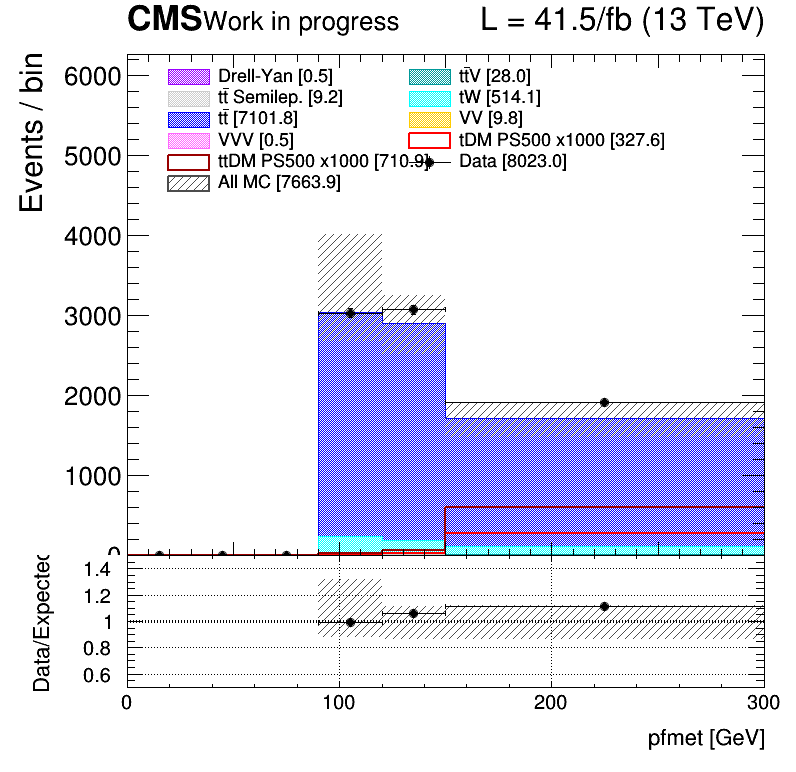 CMS Work in progress L = 41.5/fb (13 TeV)
Events / bin
6000
5000
4000
3000
2000
1000
0
Drell-Yan [0.5] tt̄V [28.0]
tt̄ Semilep. [9.2] tW [514.1]
tt̄ [7101.8] VV [9.8]
VVV [0.5] tDM PS500 x1000 [327.6]
ttDM PS500 x1000 [710.9] Data [8023.0]
All MC [7663.9]
Data/Expected
1.4
1.2
1
0.8
0.6
0 100 200 300
pfmet [GeV]